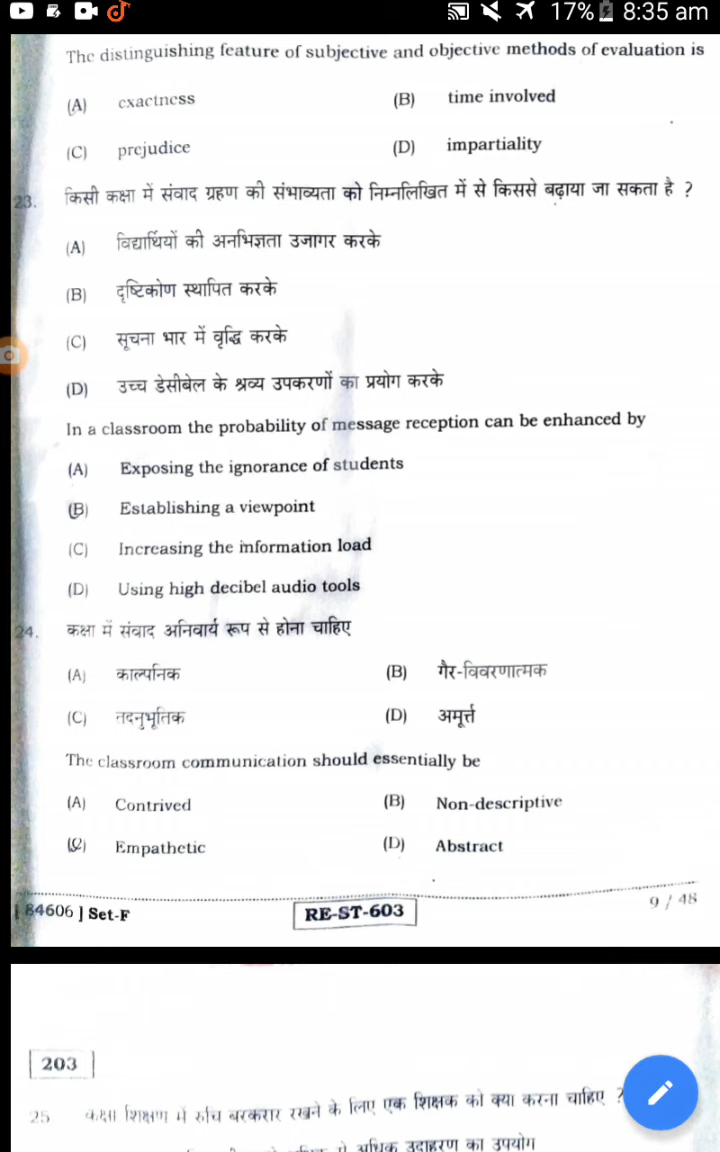 17% 8:35 am
The distinguishing feature of subjective and objective methods of evaluation is
(A) exactness (B) time involved
(C) prejudice (D) impartiality
23. किसी कक्षा में संवाद ग्रहण की संभाव्यता को निम्नलिखित में से किससे बढ़ाया जा सकता है ?
(A) विद्यार्थियों की अनभिज्ञता उजागर करके
(B) दृष्टिकोण स्थापित करके
(C) सूचना भार में वृद्धि करके
(D) उच्च डेसीबेल के श्रव्य उपकरणों का प्रयोग करके
In a classroom the probability of message reception can be enhanced by
(A) Exposing the ignorance of students
(B) Establishing a viewpoint
(C) Increasing the information load
(D) Using high decibel audio tools
24. कक्षा में संवाद अनिवार्य रूप से होना चाहिए
(A) काल्पनिक (B) गैर-विवरणात्मक
(C) तदनुभूतिक (D) अमूर्त्त
The classroom communication should essentially be
(A) Contrived (B) Non-descriptive
(C) Empathetic (D) Abstract
[ 84606 ] Set-F RE-ST-603 9 / 48
203
25 कक्षा शिक्षण में रुचि बरकरार रखने के लिए एक शिक्षक को क्या करना चाहिए ?
अधिक उदाहरण का उपयोग